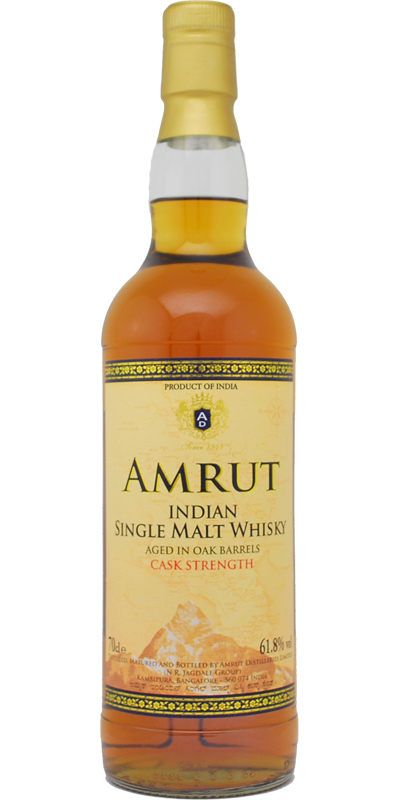 PRODUCT OF INDIA
A
D
AMRUT
INDIAN
SINGLE MALT WHISKY
AGED IN OAK BARRELS
CASK STRENGTH
70cl e 61.8% vol
MATURED AND BOTTLED BY AMRUT DISTILLERIES LIMITED
(N R. JAGDALE GROUP)
KAMBIPURA, BANGALORE - 560 074 INDIA